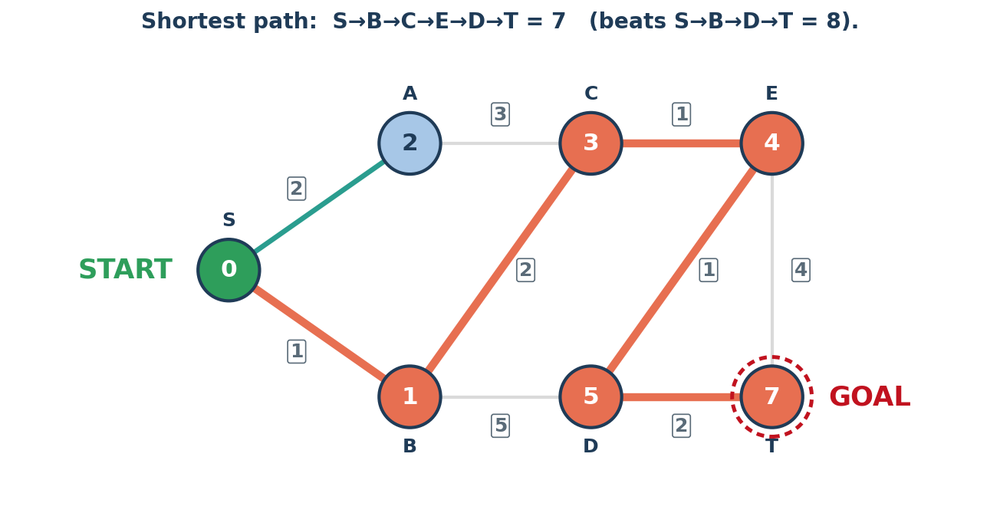 Shortest path:  S→B→C→E→D→T = 7   (beats S→B→D→T = 8).
A
C
E
3
1
2
3
4
2
S
START
0
2
1
4
1
1
5
7
GOAL
5
2
B
D
T